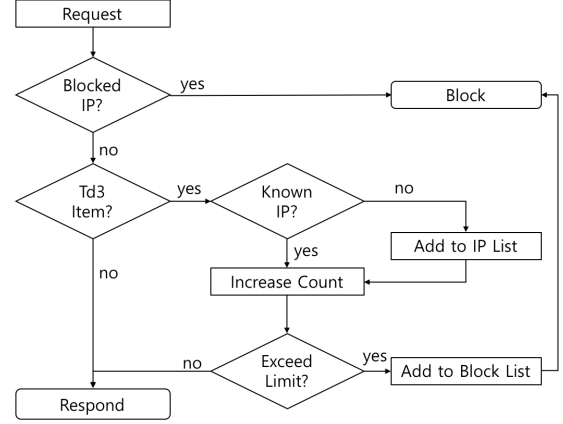 Request
Blocked
IP?
yes
Block
no
Td3
Item?
yes
Known
IP?
no
Add to IP List
yes
no
Increase Count
Exceed
Limit?
no
yes
Add to Block List
Respond